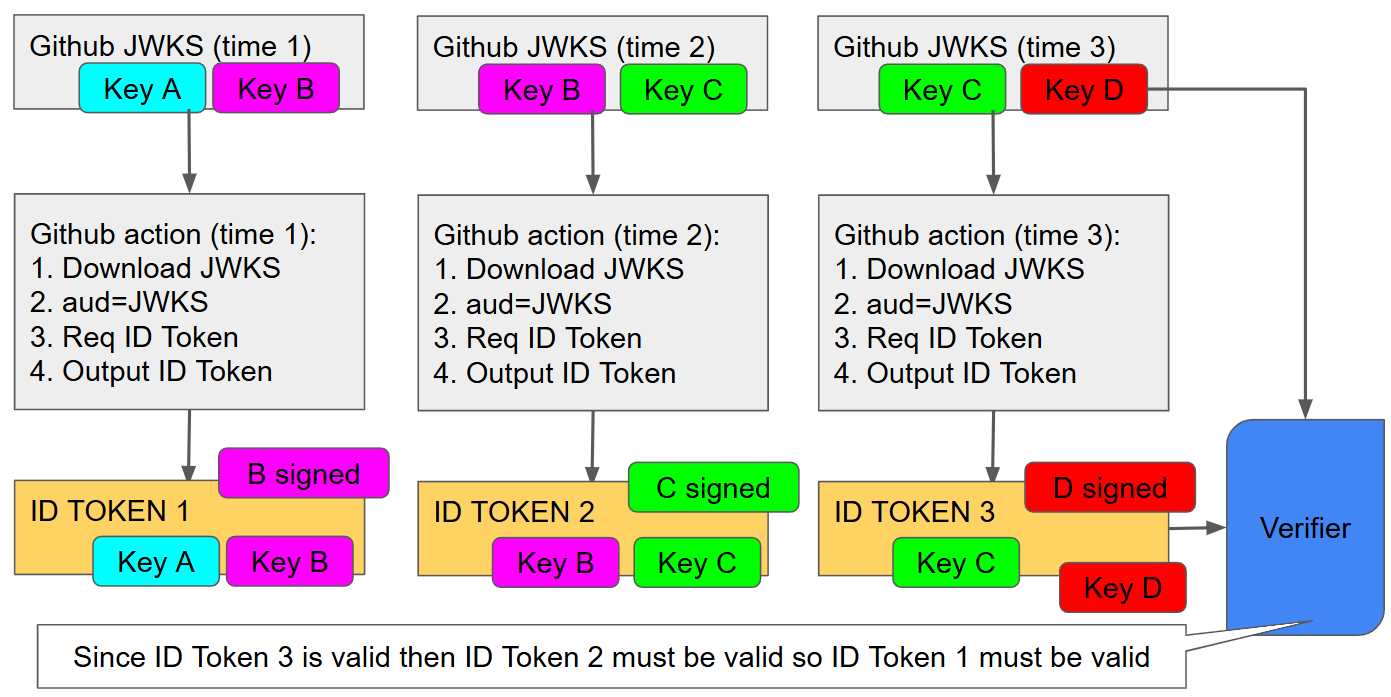 Github JWKS (time 1)
Key A
Key B
Github JWKS (time 2)
Key B
Key C
Github JWKS (time 3)
Key C
Key D
Github action (time 1):
1. Download JWKS
2. aud=JWKS
3. Req ID Token
4. Output ID Token
Github action (time 2):
1. Download JWKS
2. aud=JWKS
3. Req ID Token
4. Output ID Token
Github action (time 3):
1. Download JWKS
2. aud=JWKS
3. Req ID Token
4. Output ID Token
B signed
ID TOKEN 1
Key A
Key B
C signed
ID TOKEN 2
Key B
Key C
D signed
ID TOKEN 3
Key C
Key D
Verifier
Since ID Token 3 is valid then ID Token 2 must be valid so ID Token 1 must be valid